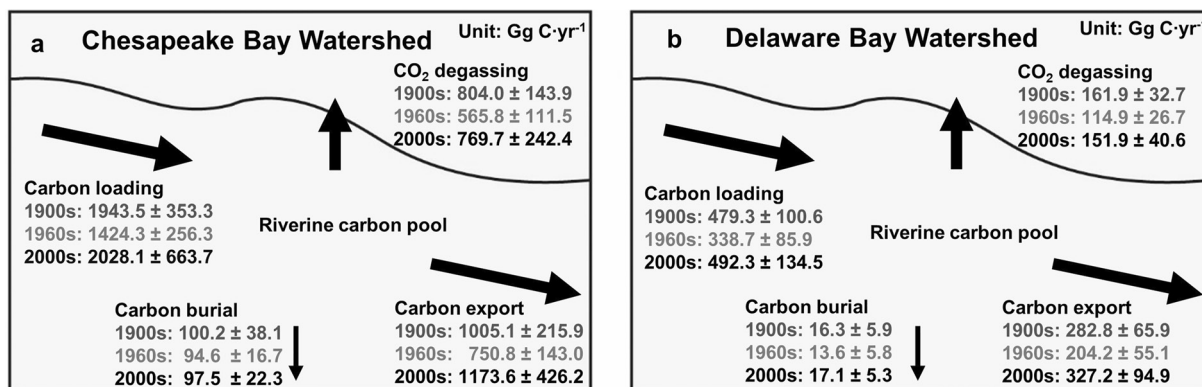 a Chesapeake Bay Watershed Unit: Gg C·yr⁻¹
CO₂ degassing
1900s: 804.0 ± 143.9
1960s: 565.8 ± 111.5
2000s: 769.7 ± 242.4
Carbon loading
1900s: 1943.5 ± 353.3
1960s: 1424.3 ± 256.3
2000s: 2028.1 ± 663.7
Riverine carbon pool
Carbon burial
1900s: 100.2 ± 38.1
1960s: 94.6 ± 16.7
2000s: 97.5 ± 22.3
Carbon export
1900s: 1005.1 ± 215.9
1960s: 750.8 ± 143.0
2000s: 1173.6 ± 426.2
b Delaware Bay Watershed Unit: Gg C·yr⁻
CO₂ degassing
1900s: 161.9 ± 32.7
1960s: 114.9 ± 26.7
2000s: 151.9 ± 40.6
Carbon loading
1900s: 479.3 ± 100.6
1960s: 338.7 ± 85.9
2000s: 492.3 ± 134.5
Riverine carbon pool
Carbon burial
1900s: 16.3 ± 5.9
1960s: 13.6 ± 5.8
2000s: 17.1 ± 5.3
Carbon export
1900s: 282.8 ± 65.9
1960s: 204.2 ± 55.1
2000s: 327.2 ± 94.9